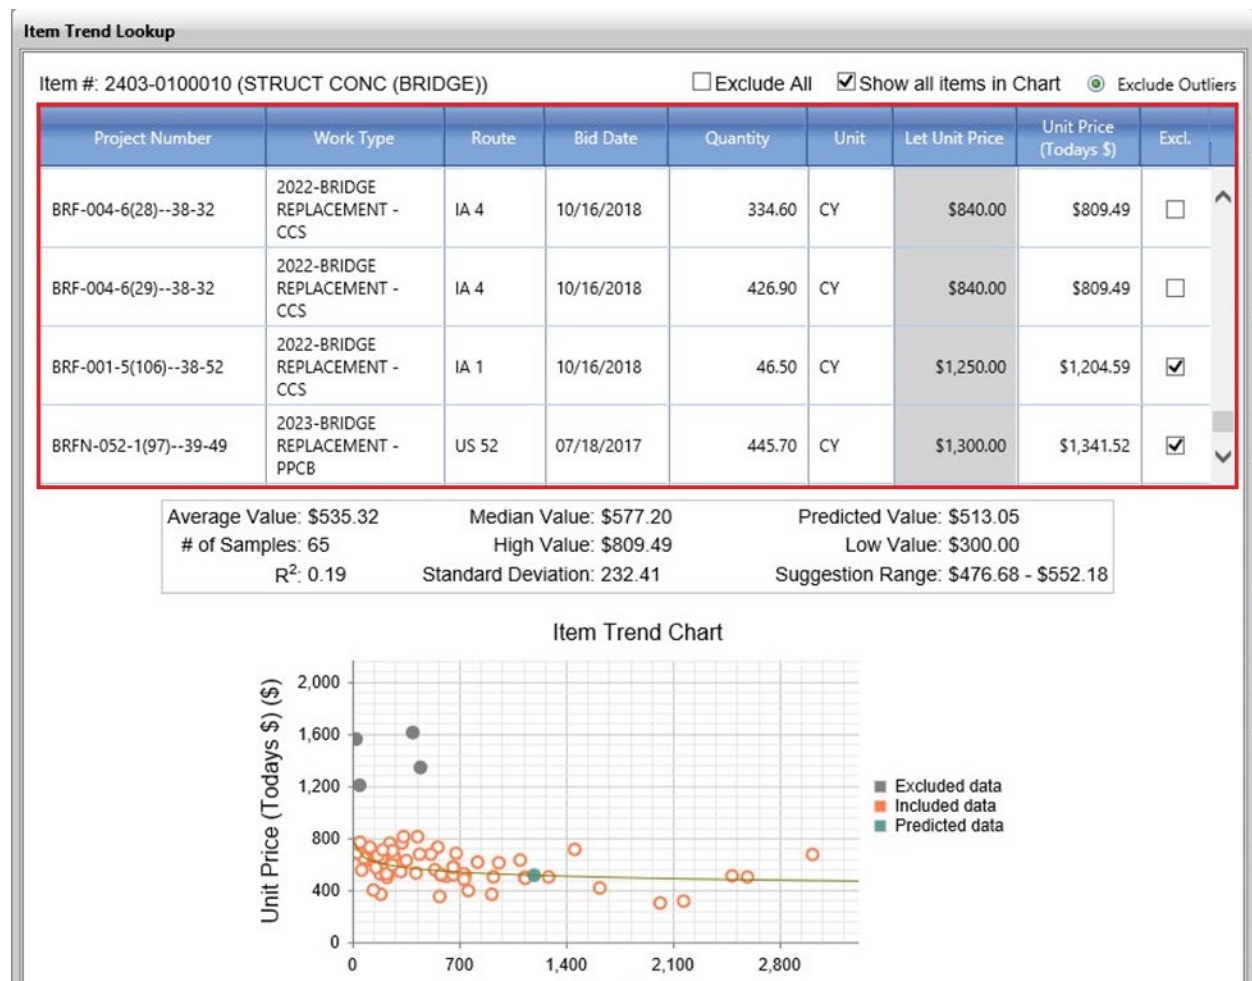 Item Trend Lookup
Item #: 2403-0100010 (STRUCT CONC (BRIDGE)) Exclude All Show all items in Chart Exclude Outliers
Project Number Work Type Route Bid Date Quantity Unit Let Unit Price Unit Price (Todays $) Excl.
BRF-004-6(28)--38-32 2022-BRIDGE REPLACEMENT - CCS IA 4 10/16/2018 334.60 CY $840.00 $809.49
BRF-004-6(29)--38-32 2022-BRIDGE REPLACEMENT - CCS IA 4 10/16/2018 426.90 CY $840.00 $809.49
BRF-001-5(106)--38-52 2022-BRIDGE REPLACEMENT - CCS IA 1 10/16/2018 46.50 CY $1,250.00 $1,204.59
BRFN-052-1(97)--39-49 2023-BRIDGE REPLACEMENT - PPCB US 52 07/18/2017 445.70 CY $1,300.00 $1,341.52
Average Value: $535.32 Median Value: $577.20 Predicted Value: $513.05
# of Samples: 65 High Value: $809.49 Low Value: $300.00
R²: 0.19 Standard Deviation: 232.41 Suggestion Range: $476.68 - $552.18
Item Trend Chart
Unit Price (Todays $) ($)
2,000
1,600
1,200
800
400
0
0 700 1,400 2,100 2,800
Excluded data
Included data
Predicted data